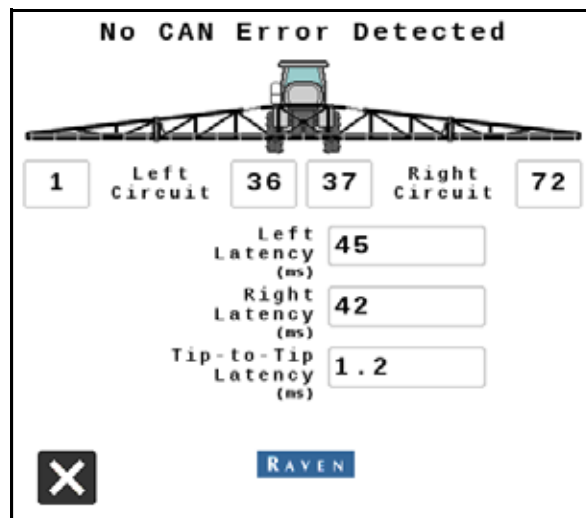 No CAN Error Detected
1 Left Circuit 36 37 Right Circuit 72
Left Latency (ms) 45
Right Latency (ms) 42
Tip-to-Tip Latency (ms) 1.2
RAVEN